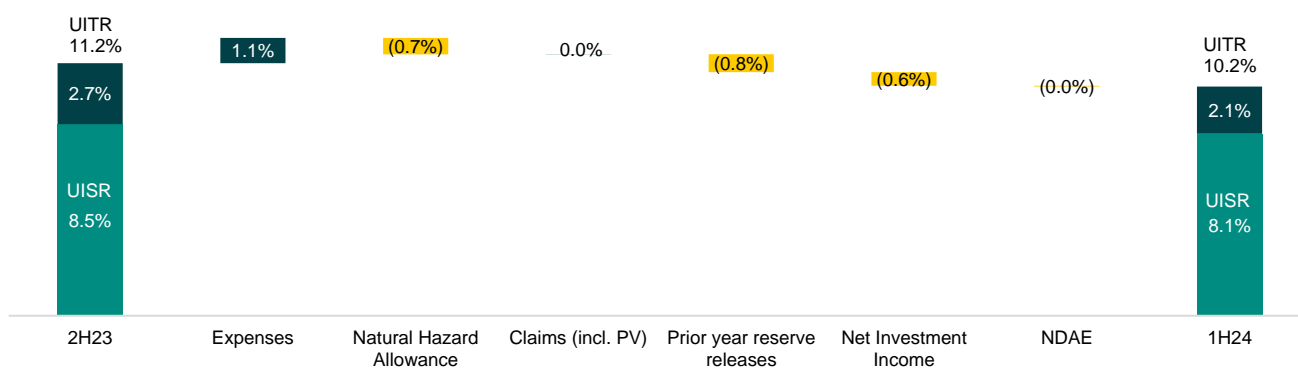 UITR
11.2%
2.7%
UISR
8.5%
1.1%
(0.7%)
0.0%
(0.8%)
(0.6%)
(0.0%)
UITR
10.2%
2.1%
UISR
8.1%
2H23
Expenses
Natural Hazard
Allowance
Claims (incl. PV)
Prior year reserve
releases
Net Investment
Income
NDAE
1H24